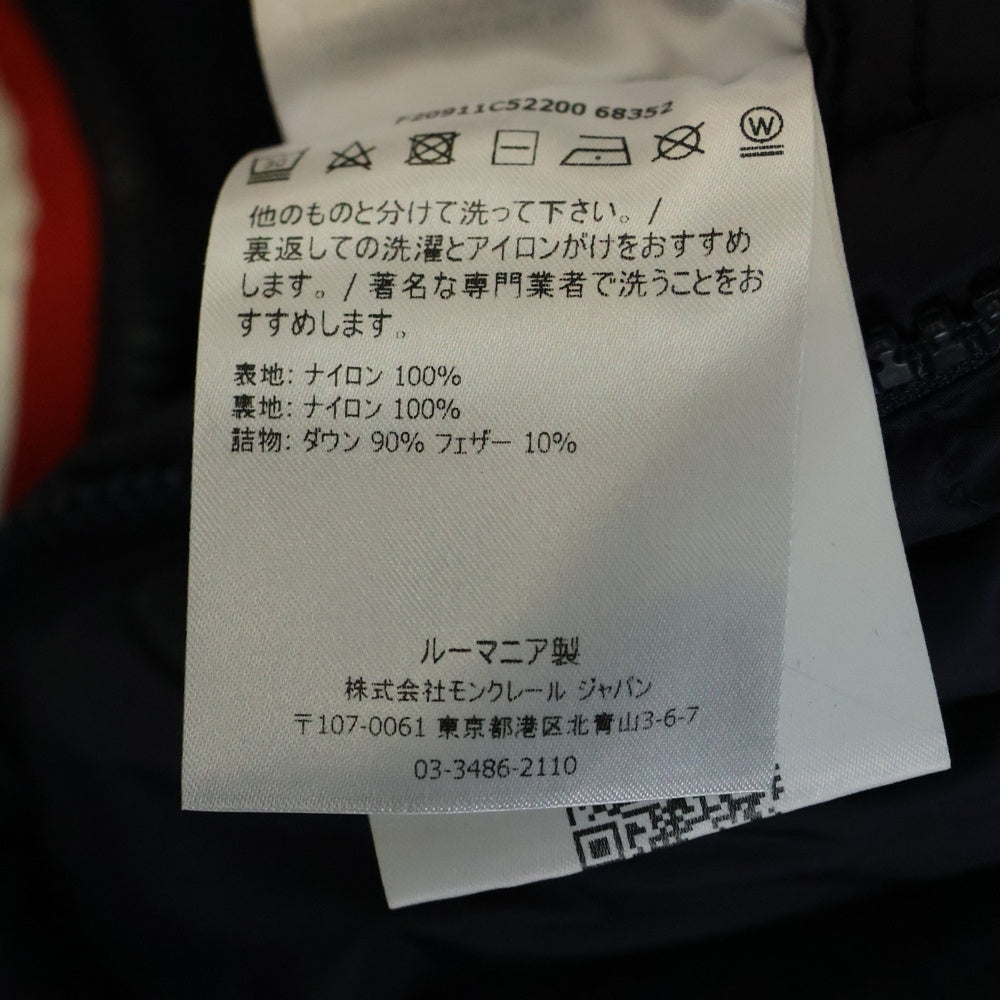 F20911C52200 68352
30
W
他のものと分けて洗って下さい。/
裏返しての洗濯とアイロンがけをおすすめ
します。/ 著名な専門業者で洗うことをお
すすめします。
表地: ナイロン 100%
裏地: ナイロン 100%
詰物: ダウン 90% フェザー 10%
ルーマニア製
株式会社モンクレール ジャパン
〒107-0061 東京都港区北青山3-6-7
03-3486-2110